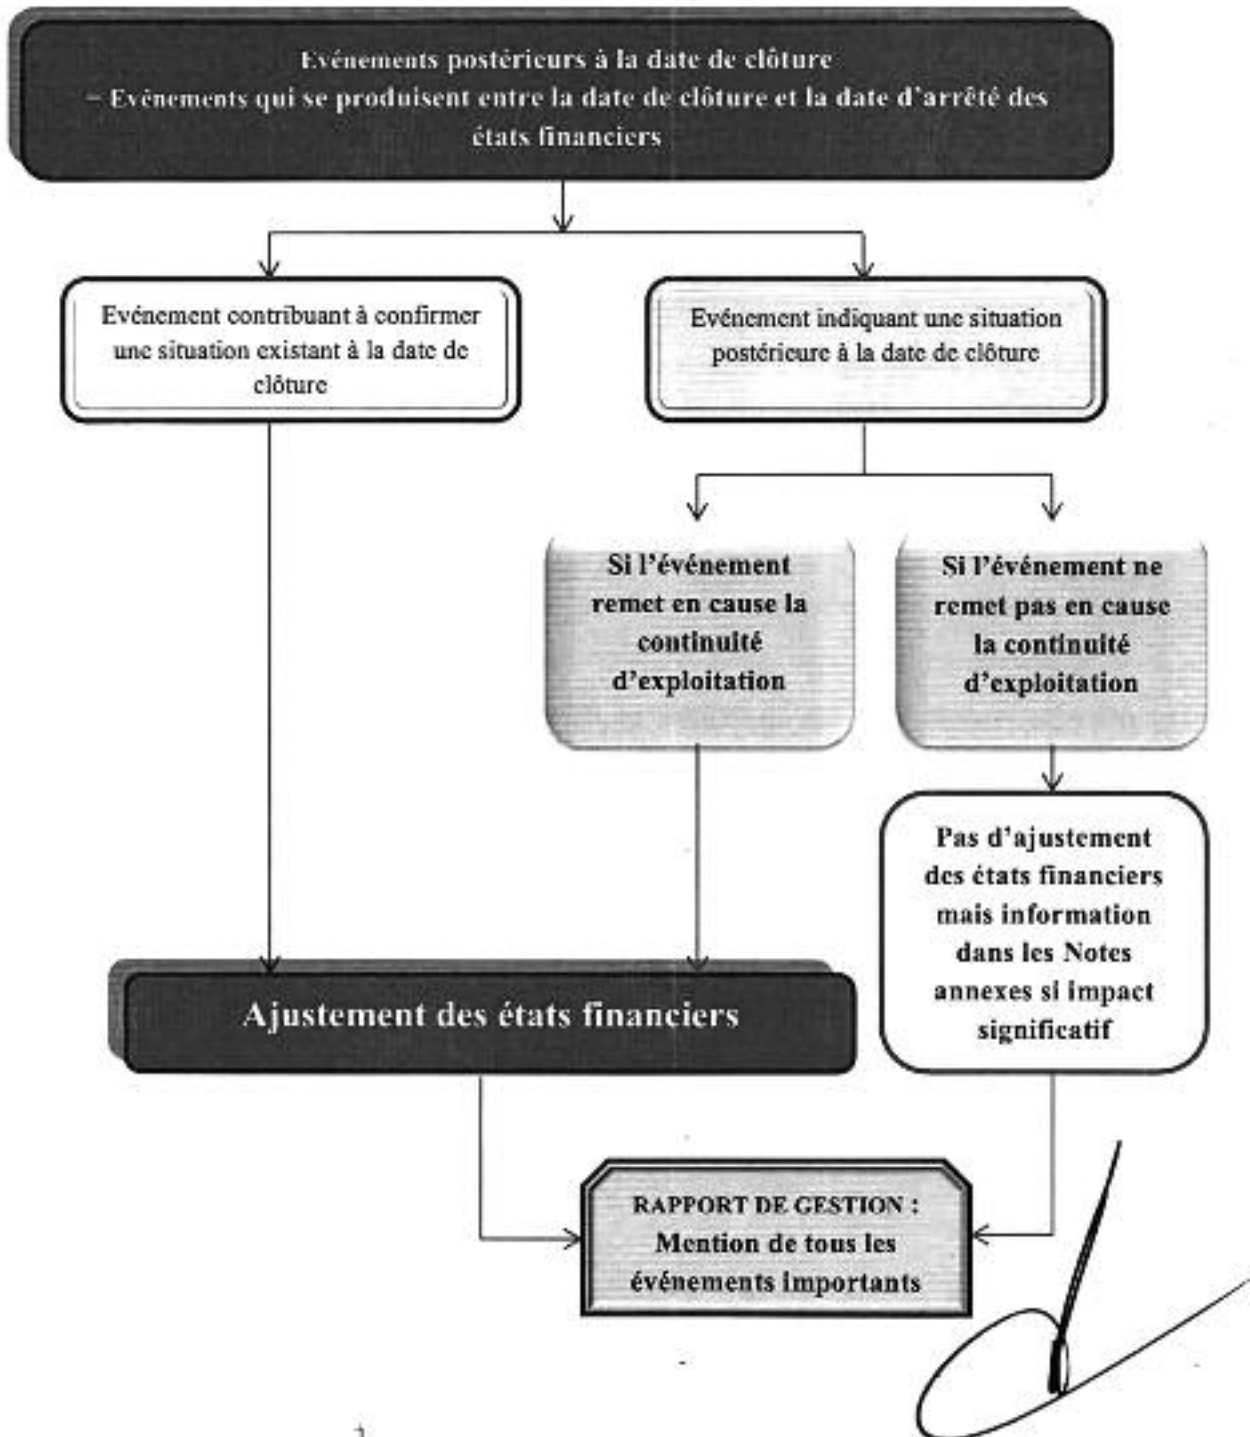 Evénements postérieurs à la date de clôture
= Evénements qui se produisent entre la date de clôture et la date d'arrêté des
états financiers
Evénement contribuant à confirmer
une situation existant à la date de
clôture
Evénement indiquant une situation
postérieure à la date de clôture
Si l'événement
remet en cause la
continuité
d'exploitation
Si l'événement ne
remet pas en cause
la continuité
d'exploitation
Pas d'ajustement
des états financiers
mais information
dans les Notes
annexes si impact
significatif
Ajustement des états financiers
RAPPORT DE GESTION :
Mention de tous les
événements importants